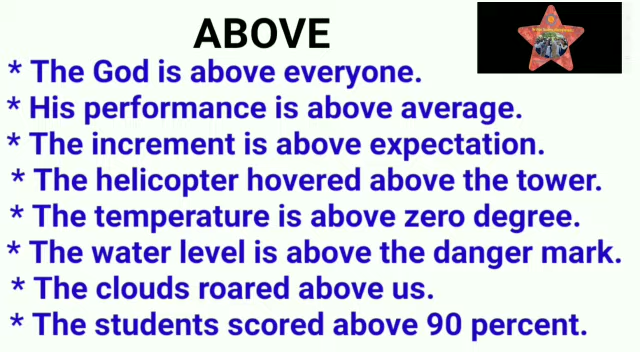 ABOVE
* The God is above everyone.
* His performance is above average.
* The increment is above expectation.
* The helicopter hovered above the tower.
* The temperature is above zero degree.
* The water level is above the danger mark.
* The clouds roared above us.
* The students scored above 90 percent.